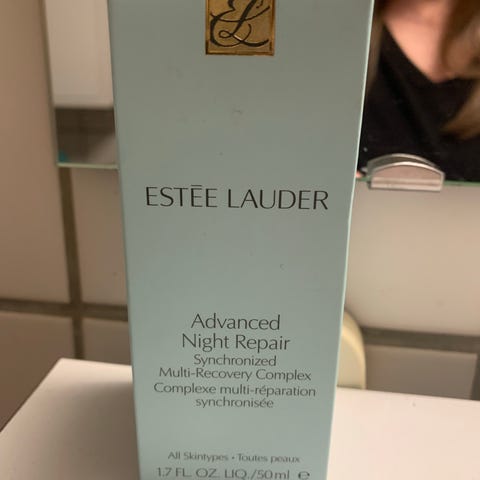 EL
ESTĒE LAUDER
Advanced
Night Repair
Synchronized
Multi-Recovery Complex
Complexe multi-réparation
synchronisée
All Skintypes • Toutes peaux
1.7 FL. OZ. LIQ./50 ml ℮